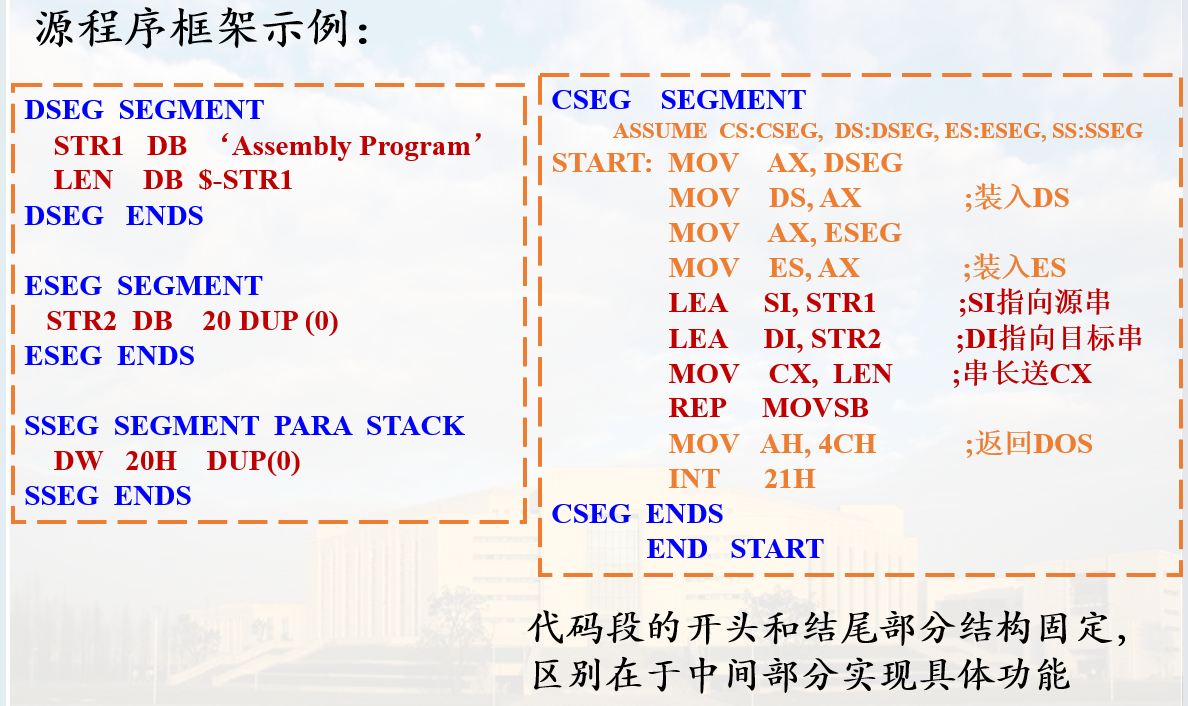 源程序框架示例：
DSEG SEGMENT
STR1 DB ‘Assembly Program’
LEN DB $-STR1
DSEG ENDS
ESEG SEGMENT
STR2 DB 20 DUP (0)
ESEG ENDS
SSEG SEGMENT PARA STACK
DW 20H DUP(0)
SSEG ENDS
CSEG SEGMENT
ASSUME CS:CSEG, DS:DSEG, ES:ESEG, SS:SSEG
START: MOV AX, DSEG
MOV DS, AX ;装入DS
MOV AX, ESEG
MOV ES, AX ;装入ES
LEA SI, STR1 ;SI指向源串
LEA DI, STR2 ;DI指向目标串
MOV CX, LEN ;串长送CX
REP MOVSB
MOV AH, 4CH ;返回DOS
INT 21H
CSEG ENDS
END START
代码段的开头和结尾部分结构固定，
区别在于中间部分实现具体功能